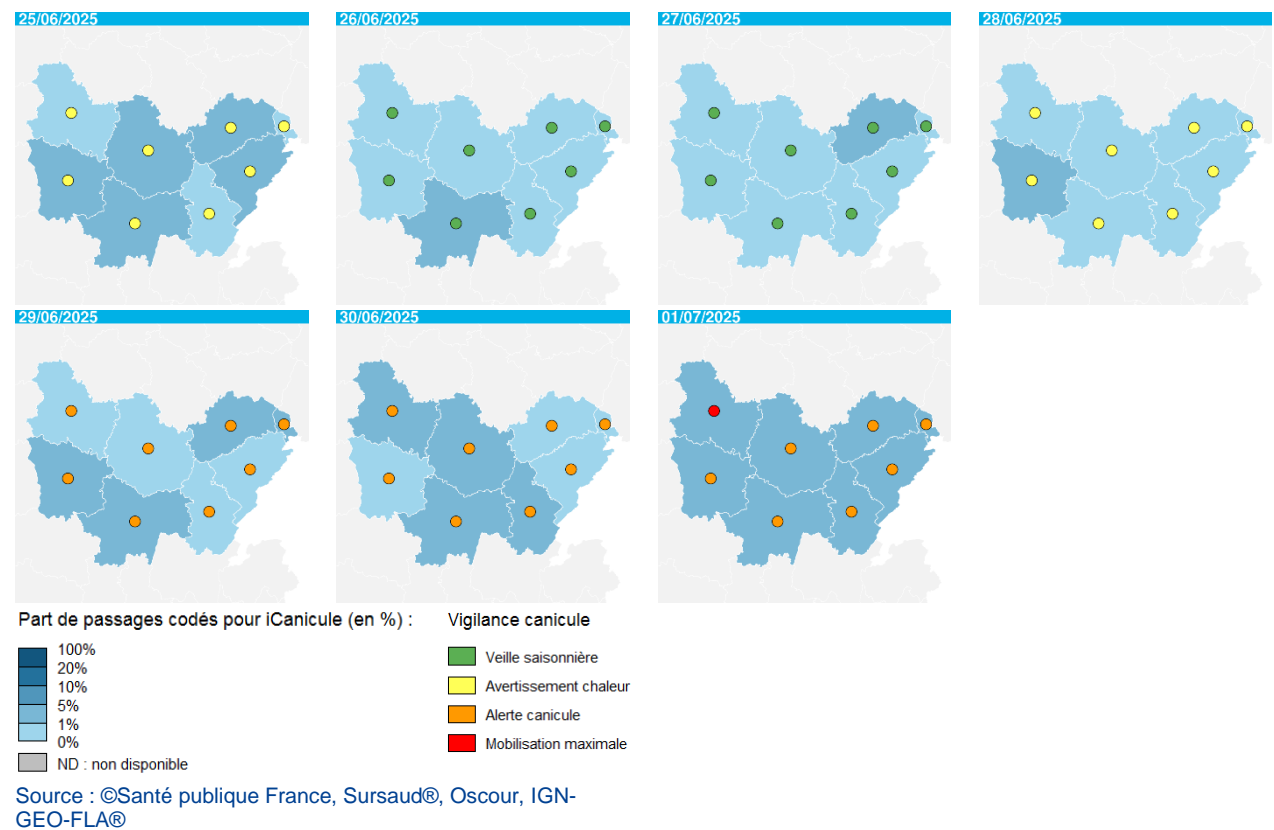 25/06/2025
26/06/2025
27/06/2025
28/06/2025
29/06/2025
30/06/2025
01/07/2025
Part de passages codés pour iCanicule (en %) :
100%
20%
10%
5%
1%
0%
ND : non disponible
Vigilance canicule
Veille saisonnière
Avertissement chaleur
Alerte canicule
Mobilisation maximale
Source : ©Santé publique France, Sursaud®, Oscour, IGN-
GEO-FLA®